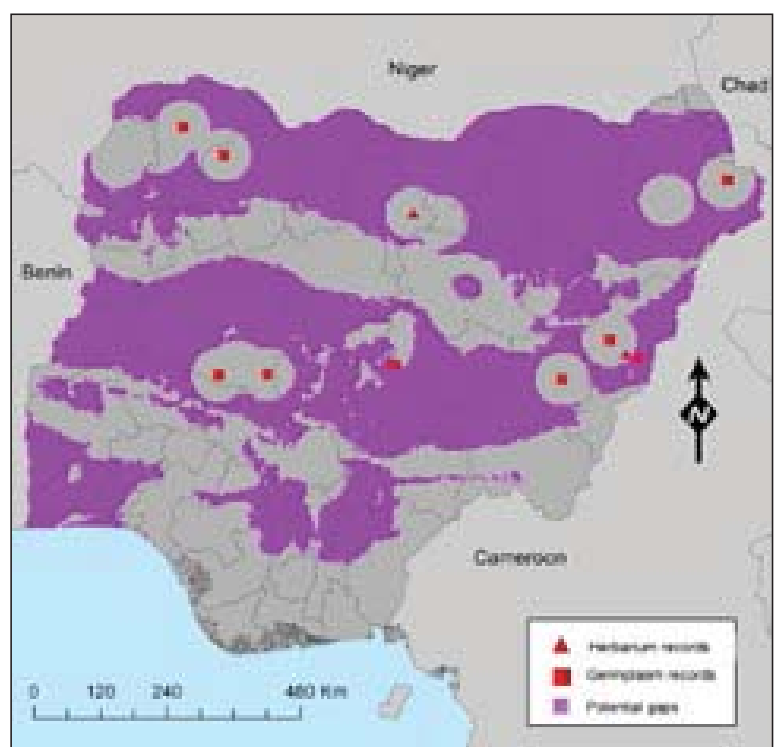 Niger
Chad
Benin
N
Cameroon
0 120 240 480 Km
Herbarium records
Germplasm records
Potential gaps